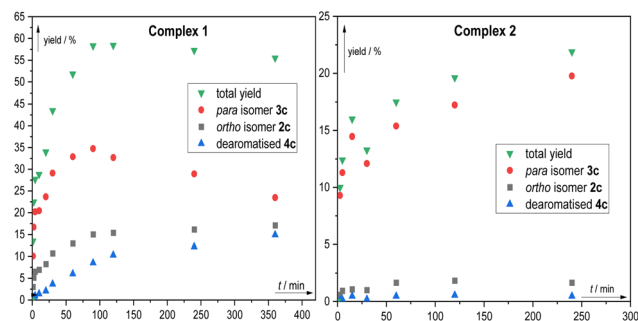 Complex 1
yield / %
65
60
55
50
45
40
35
30
25
20
15
10
5
0
total yield
para isomer 3c
ortho isomer 2c
dearomatised 4c
t / min
0 50 100 150 200 250 300 350 400
Complex 2
yield / %
25
20
15
10
5
0
total yield
para isomer 3c
ortho isomer 2c
dearomatised 4c
t / min
0 50 100 150 200 250 300